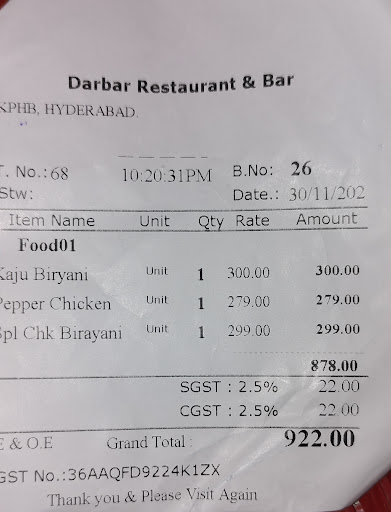 Darbar Restaurant & Bar
KPHB, HYDERABAD.
T. No.:68 10:20:31PM B.No: 26
Stw: Date.: 30/11/202
Item Name Unit Qty Rate Amount
Food01
Kaju Biryani Unit 1 300.00 300.00
Pepper Chicken Unit 1 279.00 279.00
Spl Chk Birayani Unit 1 299.00 299.00
878.00
SGST : 2.5% 22.00
CGST : 2.5% 22.00
E & O.E Grand Total : 922.00
GST No.:36AAQFD9224K1ZX
Thank you & Please Visit Again